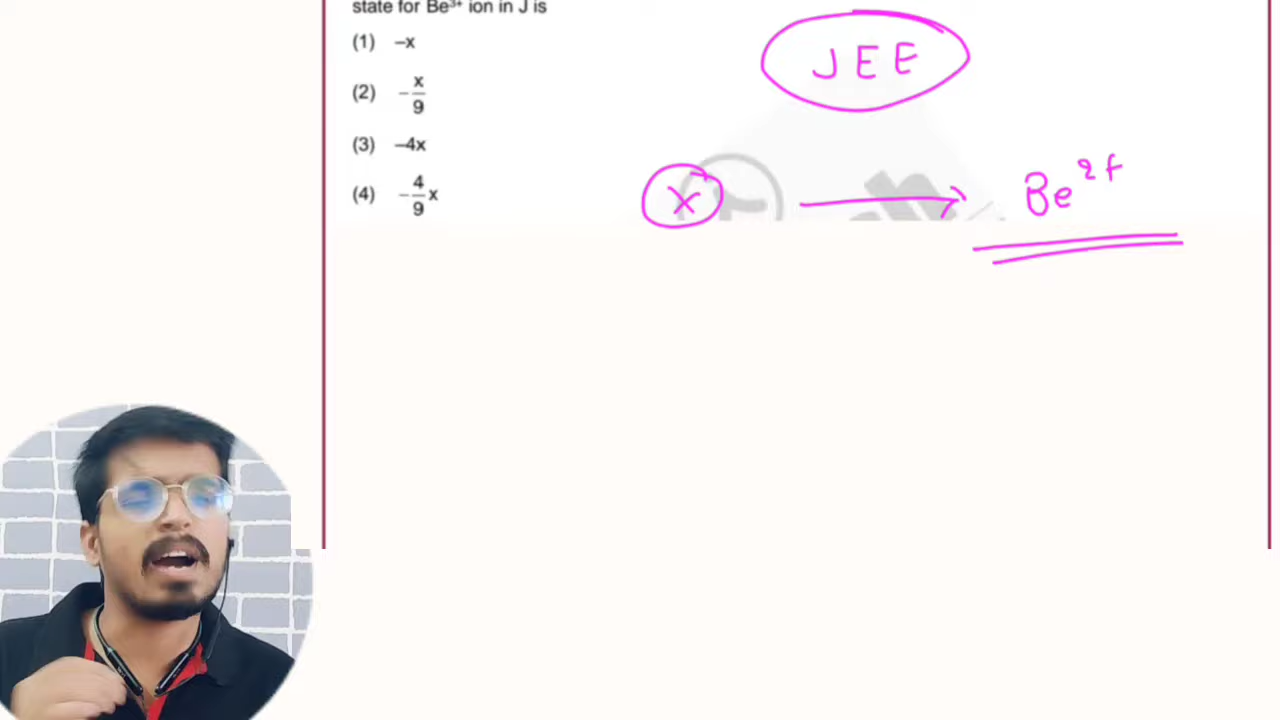 state for Be³⁺ ion in J is
(1) –x
(2) –x/9
(3) –4x
(4) –4/9 x
JEE
x → Be²⁺